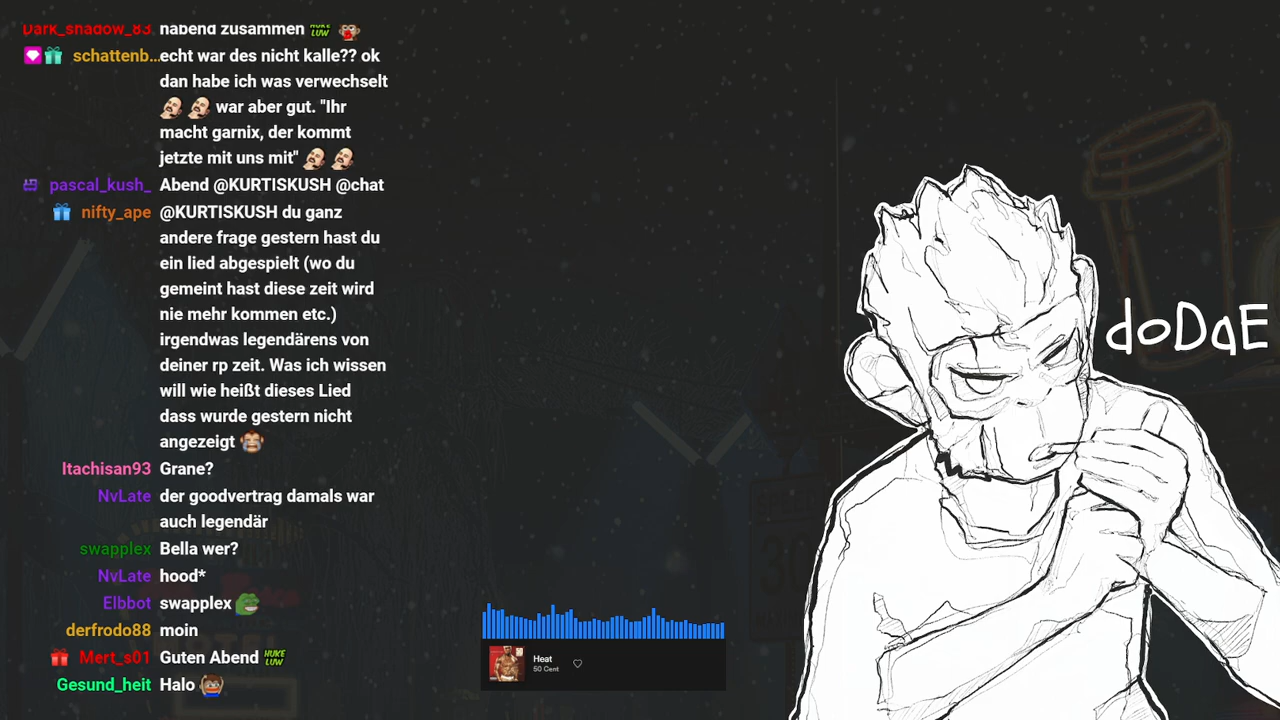 Dark_shadow_83 nabend zusammen
schattenb... echt war des nicht kalle?? ok
dan habe ich was verwechselt
war aber gut. "Ihr
macht garnix, der kommt
jetzte mit uns mit"
pascal_kush_ Abend @KURTISKUSH @chat
nifty_ape @KURTISKUSH du ganz
andere frage gestern hast du
ein lied abgespielt (wo du
gemeint hast diese zeit wird
nie mehr kommen etc.)
irgendwas legendärens von
deiner rp zeit. Was ich wissen
will wie heißt dieses Lied
dass wurde gestern nicht
angezeigt
Itachisan93 Grane?
NvLate der goodvertrag damals war
auch legendär
swapplex Bella wer?
NvLate hood*
Elbbot swapplex
derfrodo88 moin
Mert_s01 Guten Abend
Gesund_heit Halo
Heat
50 Cent
doDaE